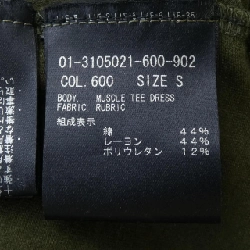 01-3105021-600-902
COL.600 SIZE S
BODY. MUSCLE TEE DRESS
FABRIC RUBRIC
組成表示
綿 44%
レーヨン 44%
ポリウレタン 12%